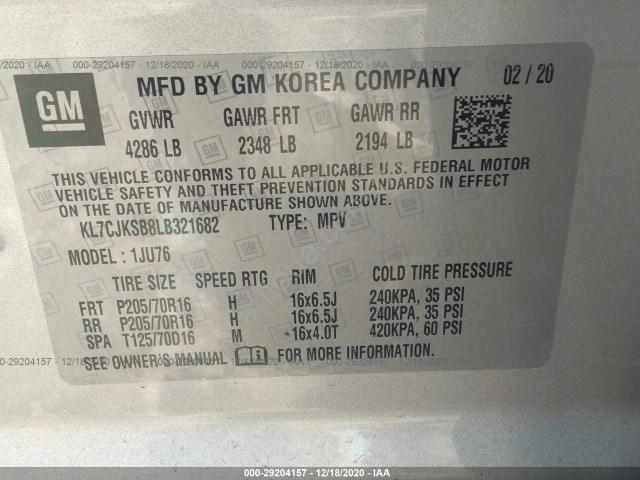 000-29204157 - 12/18/2020 - IAA
GM
MFD BY GM KOREA COMPANY 02 / 20
GVWR GAWR FRT GAWR RR
4286 LB 2348 LB 2194 LB
THIS VEHICLE CONFORMS TO ALL APPLICABLE U.S. FEDERAL MOTOR
VEHICLE SAFETY AND THEFT PREVENTION STANDARDS IN EFFECT
ON THE DATE OF MANUFACTURE SHOWN ABOVE.
KL7CJKSB8LB321682 TYPE: MPV
MODEL: 1JU76
TIRE SIZE SPEED RTG RIM COLD TIRE PRESSURE
FRT P205/70R16 H 16x6.5J 240KPA, 35 PSI
RR P205/70R16 H 16x6.5J 240KPA, 35 PSI
SPA T125/70D16 M 16x4.0T 420KPA, 60 PSI
SEE OWNER'S MANUAL FOR MORE INFORMATION.
000-29204157 - 12/18/2020 - IAA